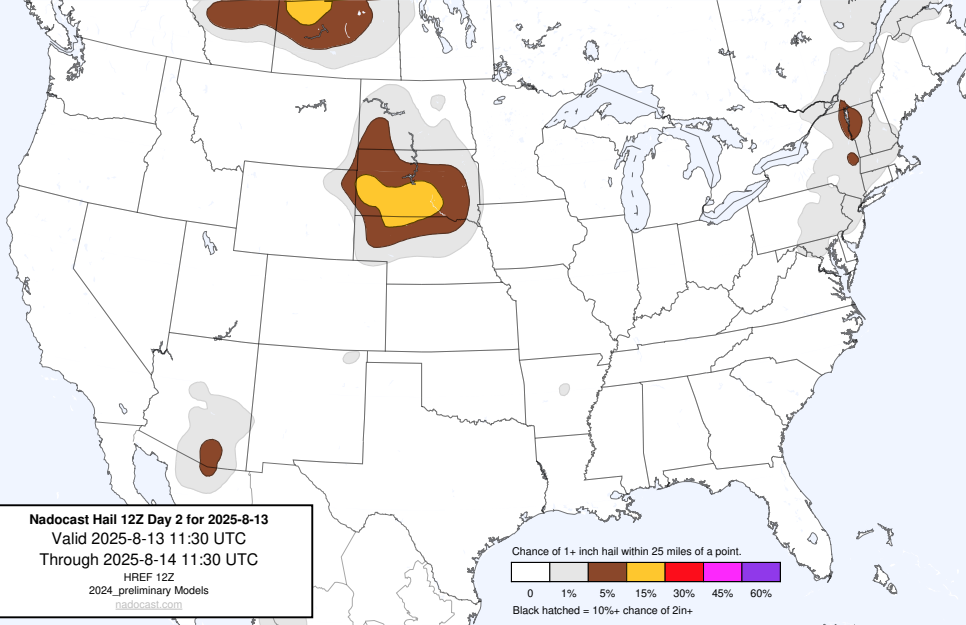 Nadocast Hail 12Z Day 2 for 2025-8-13
Valid 2025-8-13 11:30 UTC
Through 2025-8-14 11:30 UTC
HREF 12Z
2024_preliminary Models
nadocast.com
Chance of 1+ inch hail within 25 miles of a point.
0 1% 5% 15% 30% 45% 60%
Black hatched = 10%+ chance of 2in+